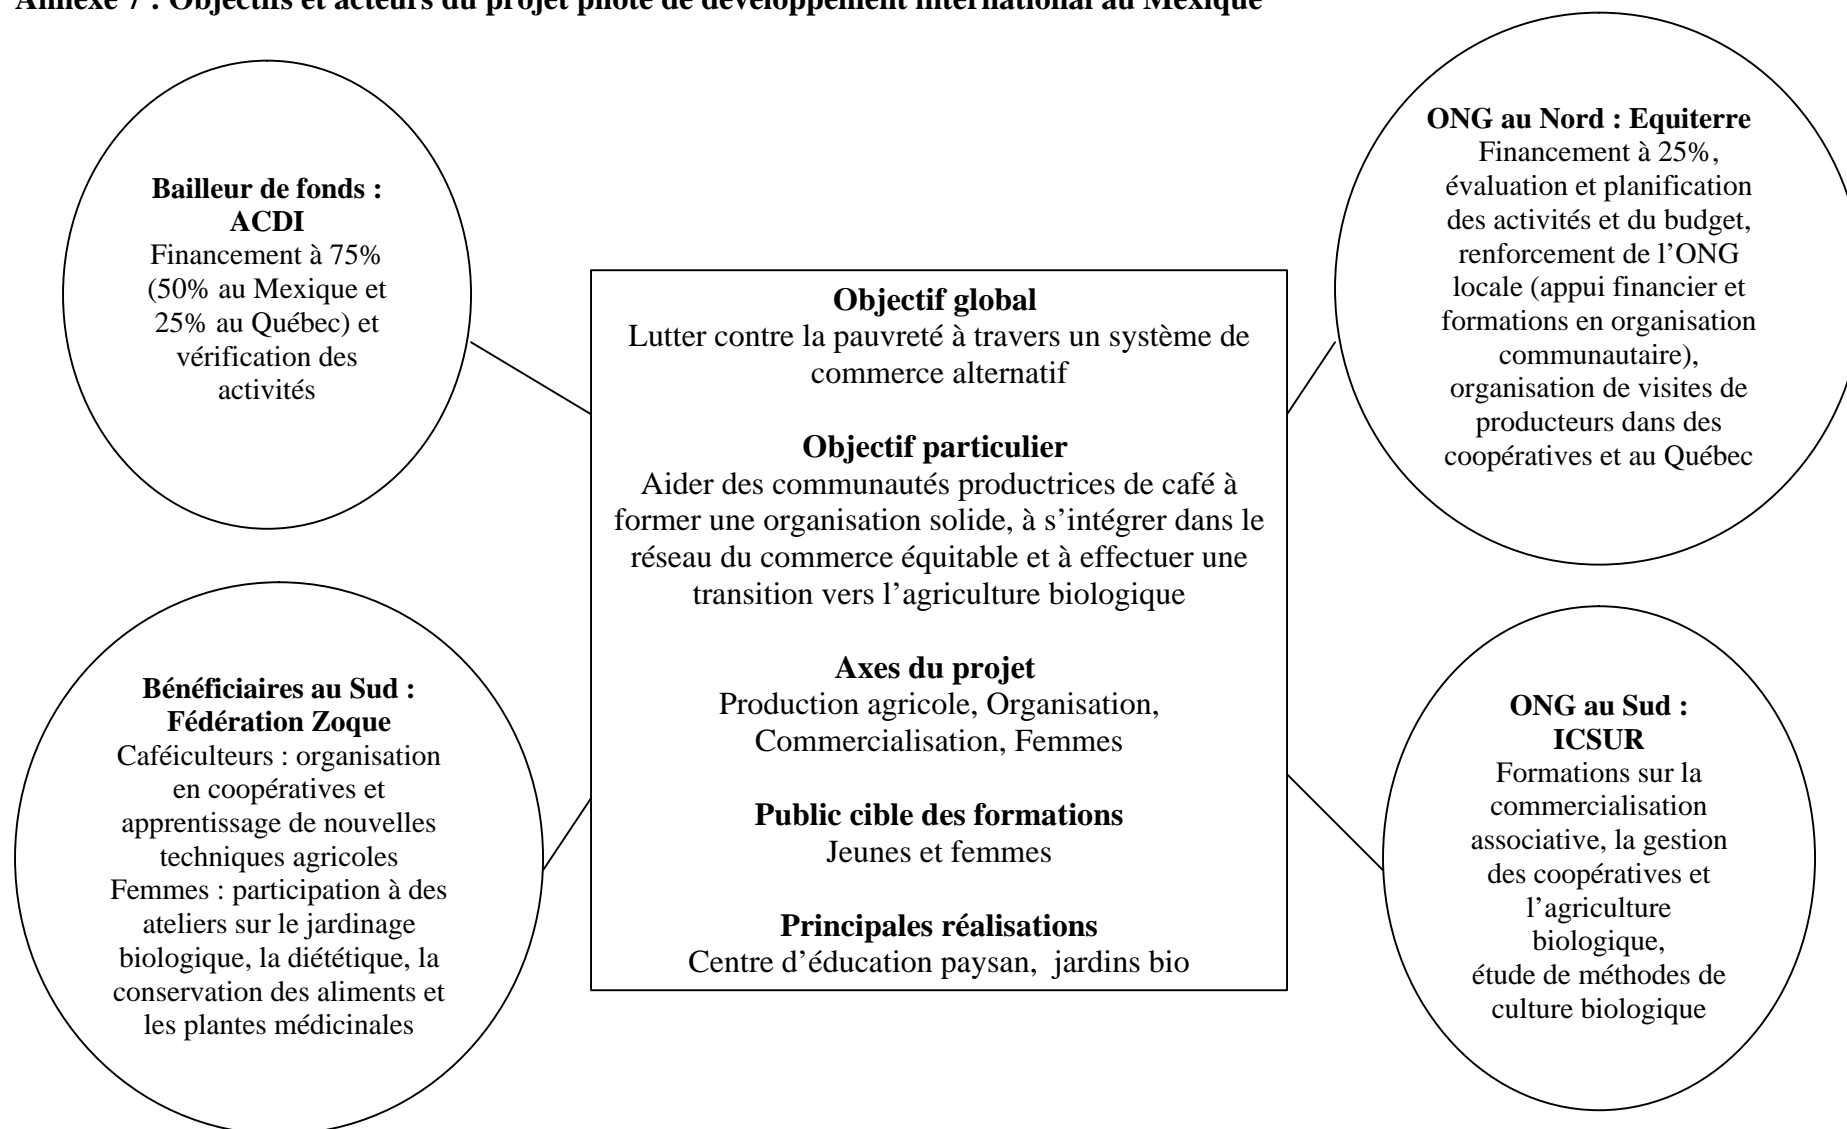 Annexe 7 : Objectifs et acteurs du projet pilote de développement international au Mexique
Bailleur de fonds :
ACDI
Financement à 75%
(50% au Mexique et
25% au Québec) et
vérification des
activités
ONG au Nord : Equiterre
Financement à 25%,
évaluation et planification
des activités et du budget,
renforcement de l’ONG
locale (appui financier et
formations en organisation
communautaire),
organisation de visites de
producteurs dans des
coopératives et au Québec
Objectif global
Lutter contre la pauvreté à travers un système de
commerce alternatif
Objectif particulier
Aider des communautés productrices de café à
former une organisation solide, à s’intégrer dans le
réseau du commerce équitable et à effectuer une
transition vers l’agriculture biologique
Axes du projet
Production agricole, Organisation,
Commercialisation, Femmes
Public cible des formations
Jeunes et femmes
Principales réalisations
Centre d’éducation paysan,  jardins bio
Bénéficiaires au Sud :
Fédération Zoque
Caféiculteurs : organisation
en coopératives et
apprentissage de nouvelles
techniques agricoles
Femmes : participation à des
ateliers sur le jardinage
biologique, la diététique, la
conservation des aliments et
les plantes médicinales
ONG au Sud :
ICSUR
Formations sur la
commercialisation
associative, la gestion
des coopératives et
l’agriculture
biologique,
étude de méthodes de
culture biologique